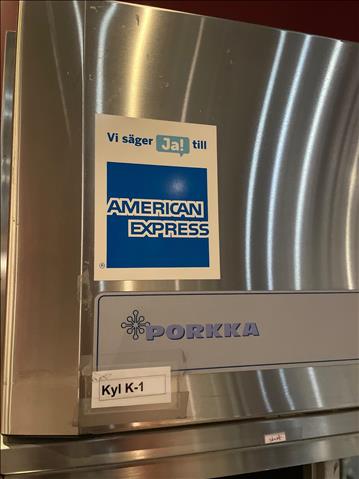 Vi säger Ja! till
AMERICAN
EXPRESS
®
PORKKA
Kyl K-1